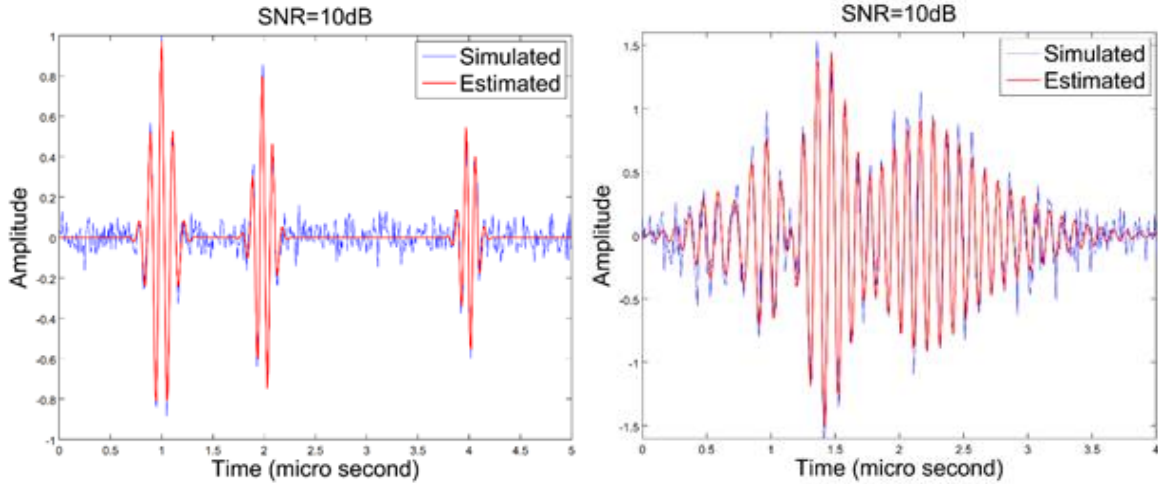 SNR=10dB
1
0.8
0.6
0.4
0.2
0
-0.2
-0.4
-0.6
-0.8
-1
Amplitude
Simulated
Estimated
0 0.5 1 1.5 2 2.5 3 3.5 4 4.5 5
Time (micro second)
SNR=10dB
1.5
1
0.5
0
-0.5
-1
-1.5
Amplitude
Simulated
Estimated
0 0.5 1 1.5 2 2.5 3 3.5 4
Time (micro second)